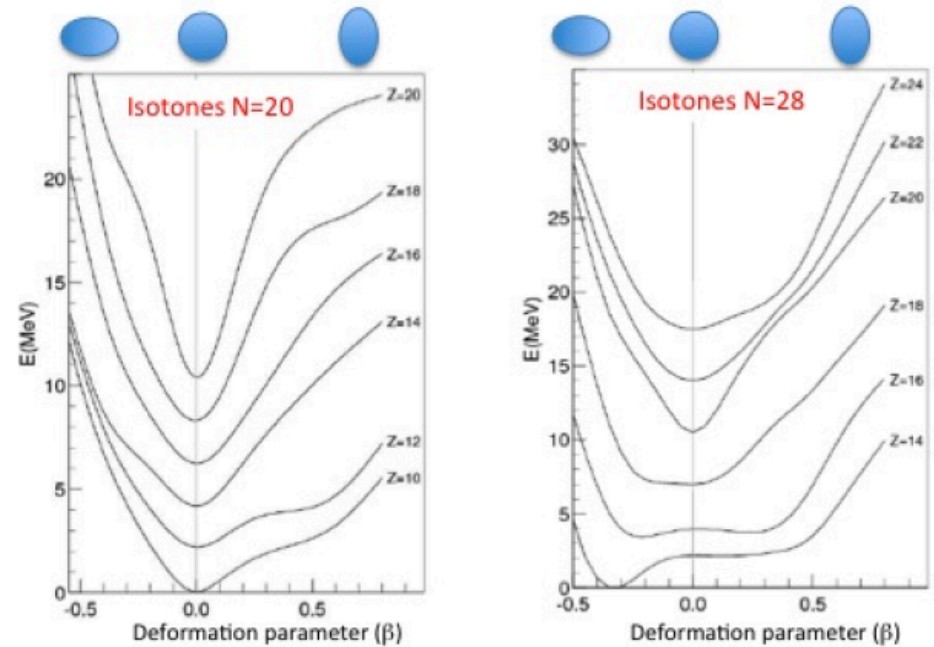 Isotones N=20
Z=20
Z=18
Z=16
Z=14
Z=12
Z=10
20
15
10
5
0
E(MeV)
-0.5
0.0
0.5
Deformation parameter (β)
Isotones N=28
Z=24
Z=22
Z=20
Z=18
Z=16
Z=14
30
25
20
15
10
5
0
E(MeV)
-0.5
0.0
0.5
Deformation parameter (β)